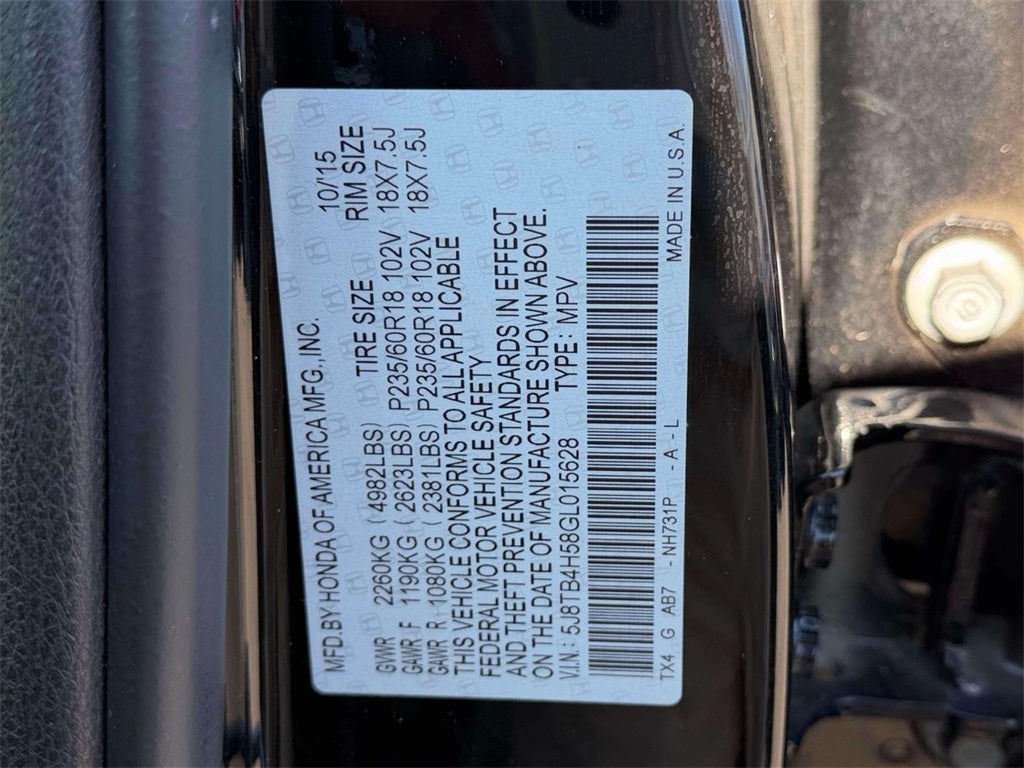 MFD.BY HONDA OF AMERICA MFG., INC. 10/'15
TIRE SIZE RIM SIZE
GVWR 2260KG ( 4982LBS)
GAWR F 1190KG ( 2623LBS) P235/60R18 102V 18X7.5J
GAWR R 1080KG ( 2381LBS) P235/60R18 102V 18X7.5J
THIS VEHICLE CONFORMS TO ALL APPLICABLE
FEDERAL MOTOR VEHICLE SAFETY
AND THEFT PREVENTION STANDARDS IN EFFECT
ON THE DATE OF MANUFACTURE SHOWN ABOVE.
V.I.N: 5J8TB4H58GL015628 TYPE: MPV
TX4 G AB7 - NH731P - A - L
MADE IN U.S.A.